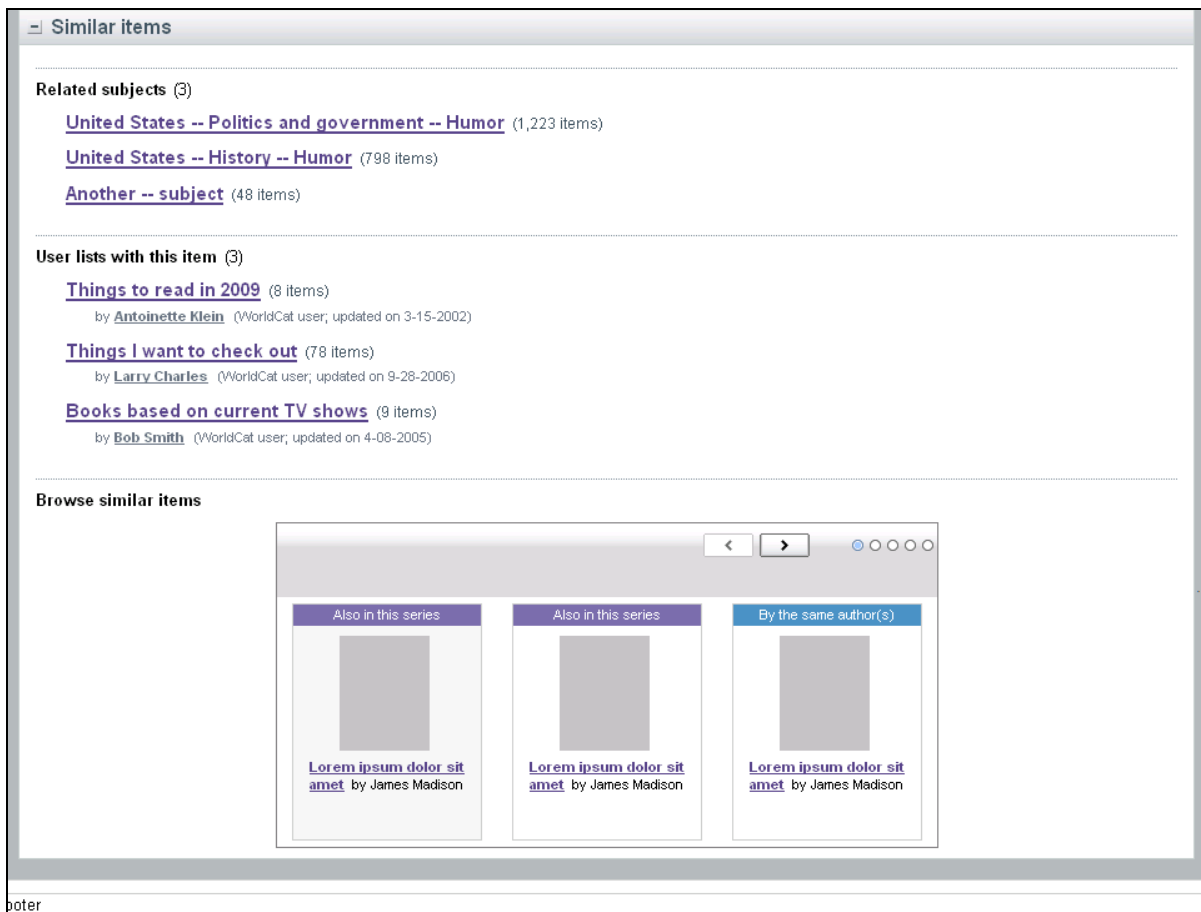 Similar items
Related subjects (3)
United States -- Politics and government -- Humor (1,223 items)
United States -- History -- Humor (798 items)
Another -- subject (48 items)
User lists with this item (3)
Things to read in 2009 (8 items)
by Antoinette Klein (WorldCat user; updated on 3-15-2002)
Things I want to check out (78 items)
by Larry Charles (WorldCat user; updated on 9-28-2006)
Books based on current TV shows (9 items)
by Bob Smith (WorldCat user; updated on 4-08-2005)
Browse similar items
Also in this series
Lorem ipsum dolor sit
amet by James Madison
Also in this series
Lorem ipsum dolor sit
amet by James Madison
By the same author(s)
Lorem ipsum dolor sit
amet by James Madison
ooter